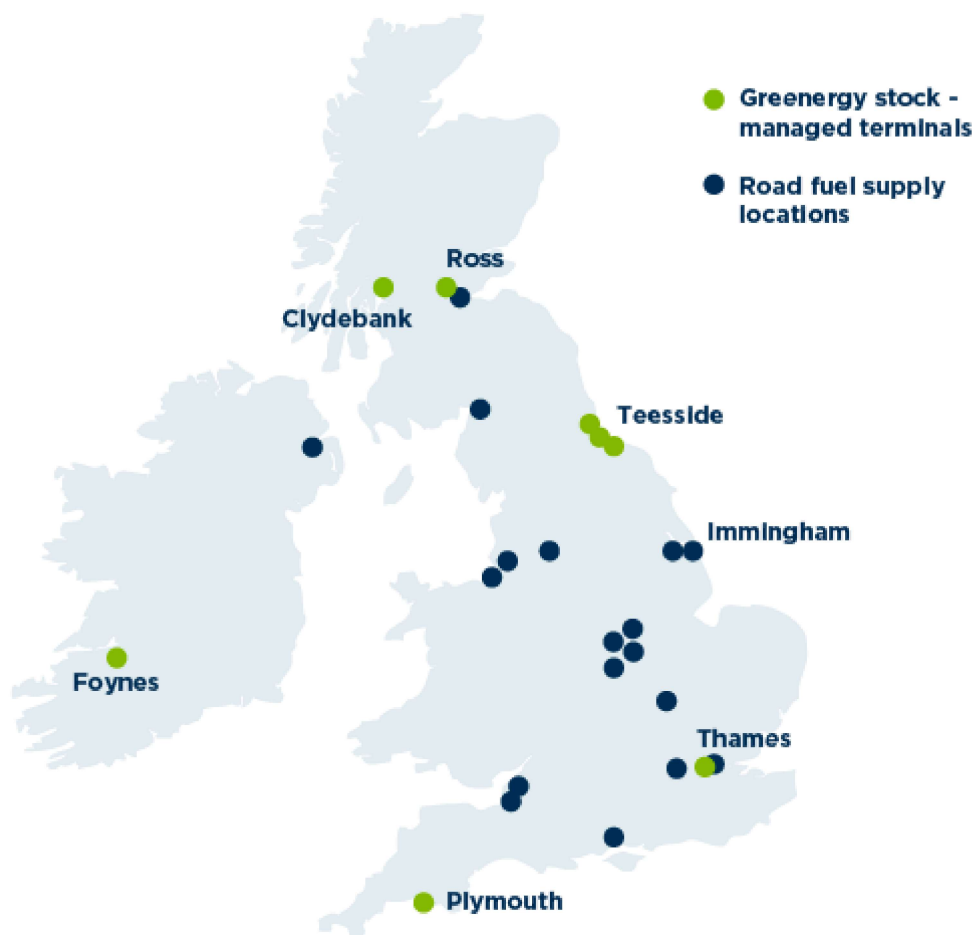 Greenergy stock -
managed terminals
Road fuel supply
locations
Ross
Clydebank
Teesside
Immingham
Foynes
Thames
Plymouth